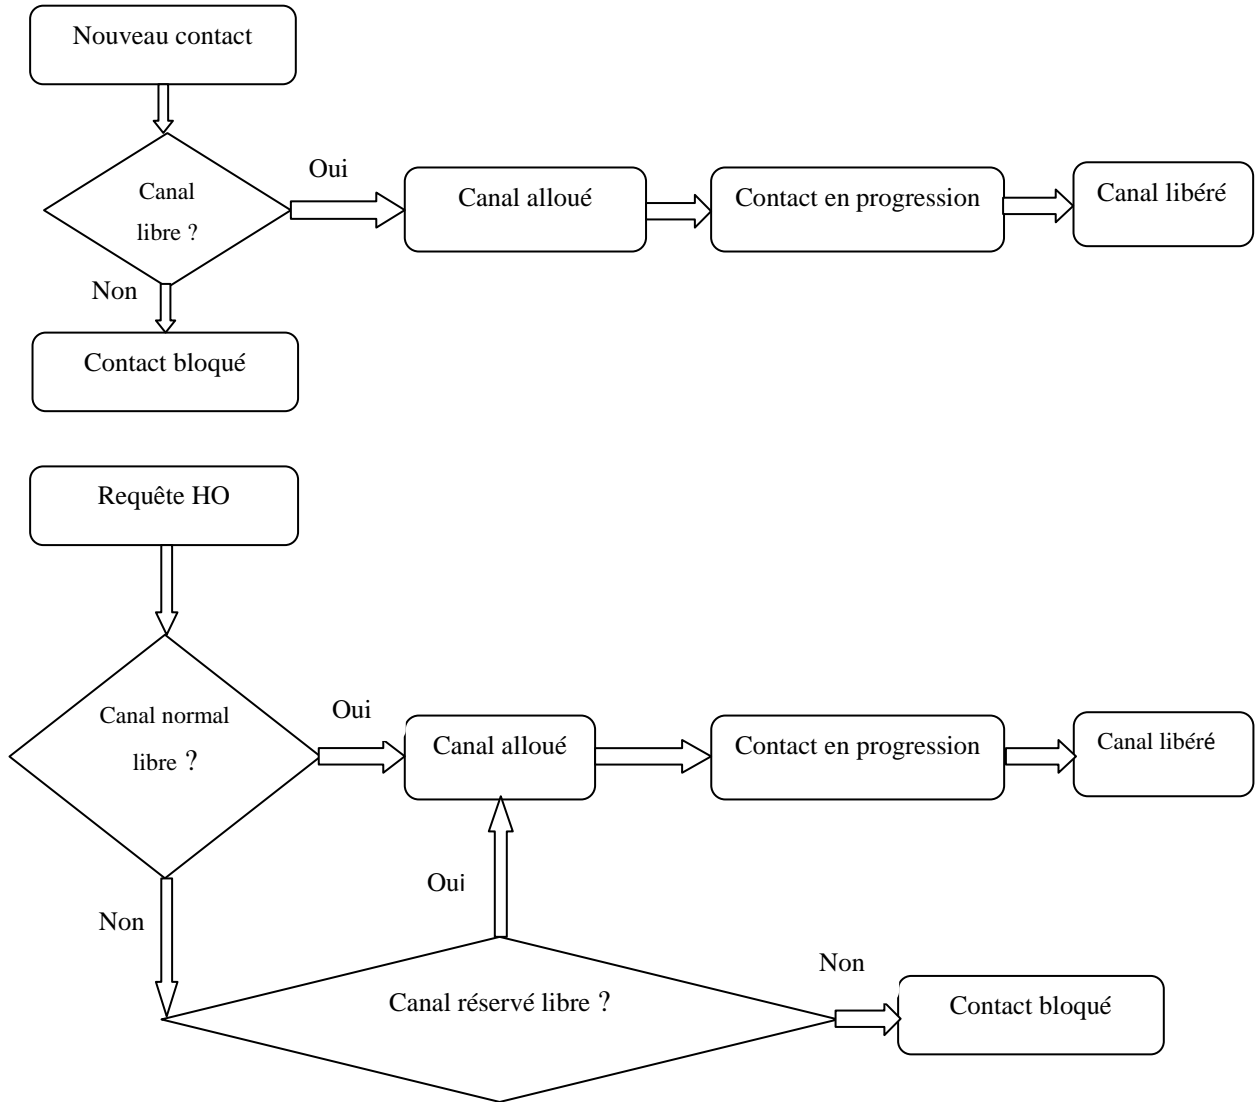 Nouveau contact
Canal
libre ?
Oui
Canal alloué
Contact en progression
Canal libéré
Non
Contact bloqué
Requête HO
Canal normal
libre ?
Oui
Canal alloué
Contact en progression
Canal libéré
Non
Oui
Canal réservé libre ?
Non
Contact bloqué